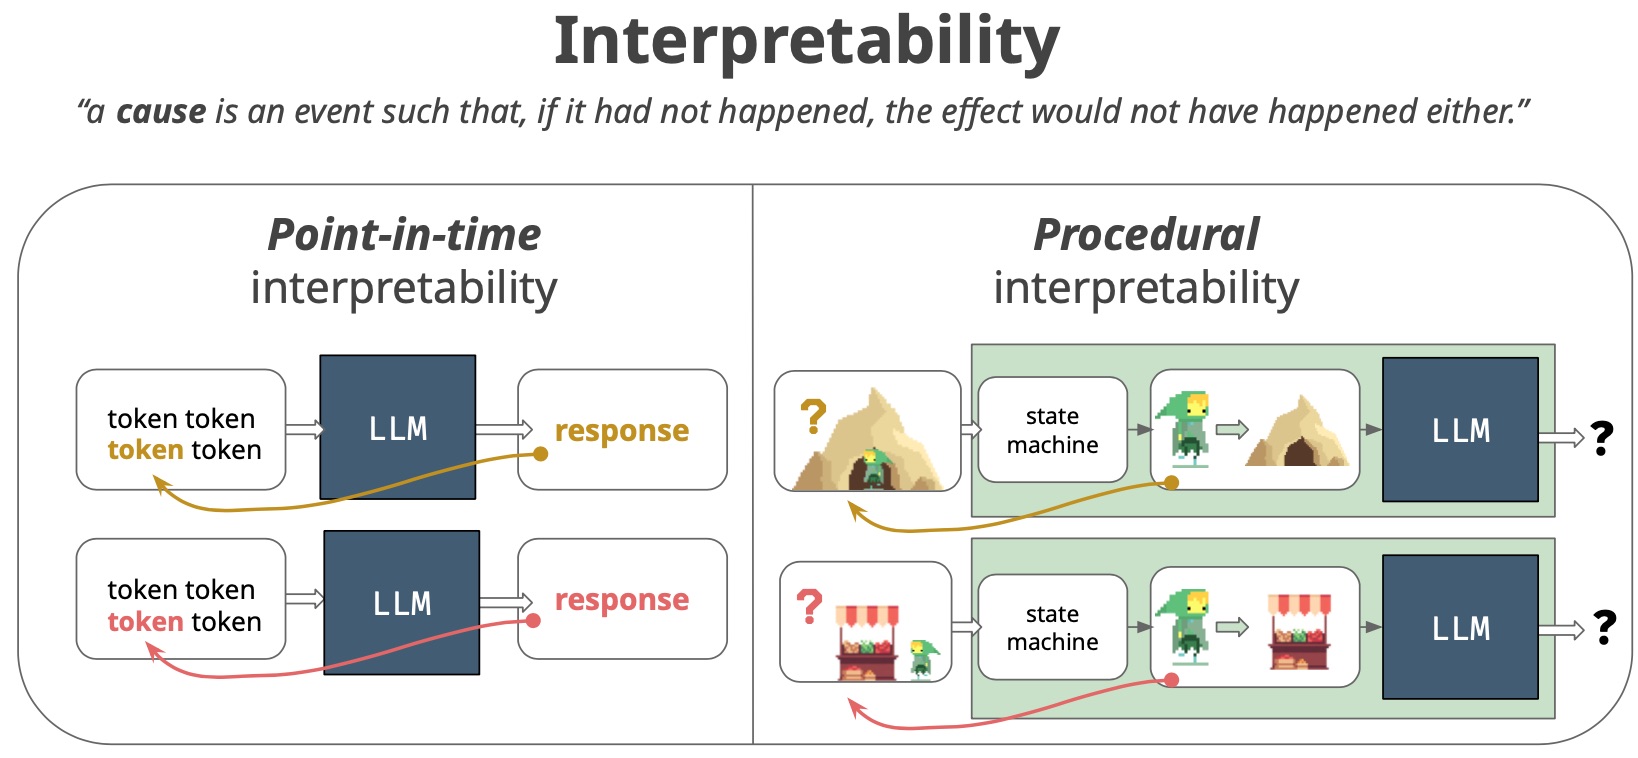 Interpretability
“a cause is an event such that, if it had not happened, the effect would not have happened either.”
Point-in-time
interpretability
token token
token token
LLM
response
token token
token token
LLM
response
Procedural
interpretability
?
state
machine
LLM
?
?
state
machine
LLM
?